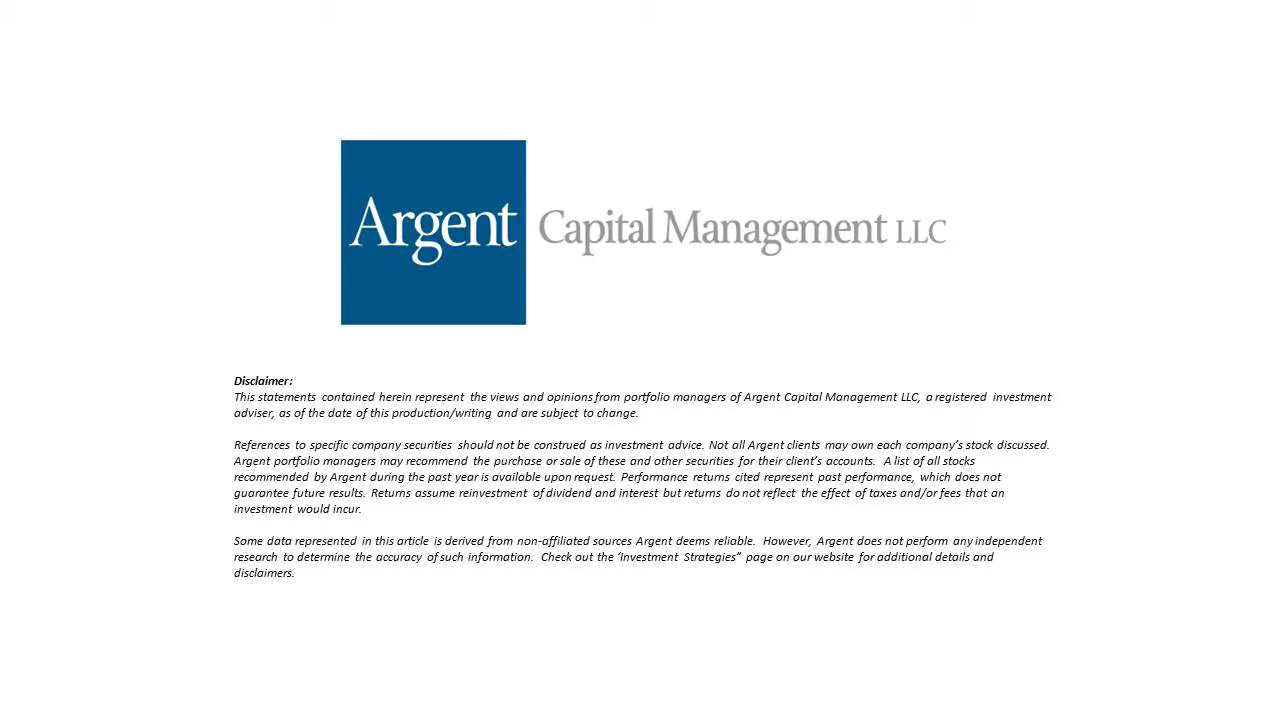 Argent Capital Management LLC
Disclaimer:
This statements contained herein represent the views and opinions from portfolio managers of Argent Capital Management LLC, a registered investment
adviser, as of the date of this production/writing and are subject to change.
References to specific company securities should not be construed as investment advice. Not all Argent clients may own each company's stock discussed.
Argent portfolio managers may recommend the purchase or sale of these and other securities for their client's accounts. A list of all stocks
recommended by Argent during the past year is available upon request. Performance returns cited represent past performance, which does not
guarantee future results. Returns assume reinvestment of dividend and interest but returns do not reflect the effect of taxes and/or fees that an
investment would incur.
Some data represented in this article is derived from non-affiliated sources Argent deems reliable. However, Argent does not perform any independent
research to determine the accuracy of such information. Check out the ‘Investment Strategies” page on our website for additional details and
disclaimers.